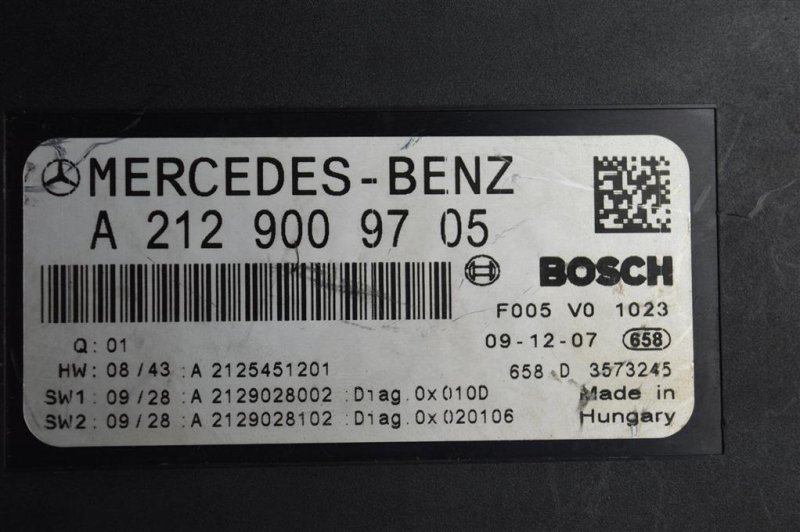 MERCEDES-BENZ
A 212 900 97 05
BOSCH
F005 V0 1023
Q: 01
09-12-07 658
HW: 08/43 :A 2125451201
658 D 3573245
SW1: 09/28 :A 2129028002 :Diag.0x010D
Made in
SW2: 09/28 :A 2129028102 :Diag.0x020106
Hungary